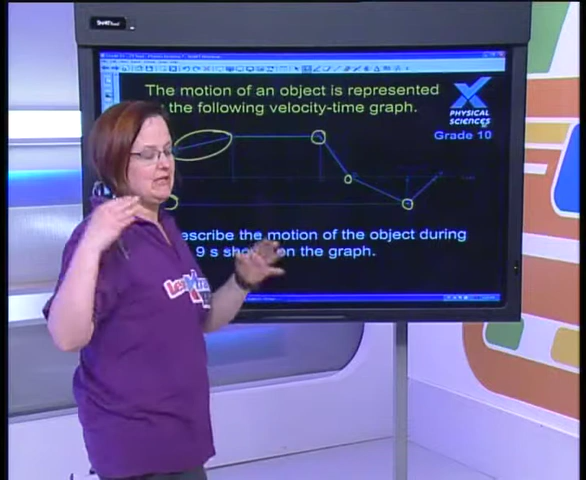 The motion of an object is represented
the following velocity-time graph.
PHYSICAL
SCIENCES
Grade 10
escribe the motion of the object during
9 s sho on the graph.